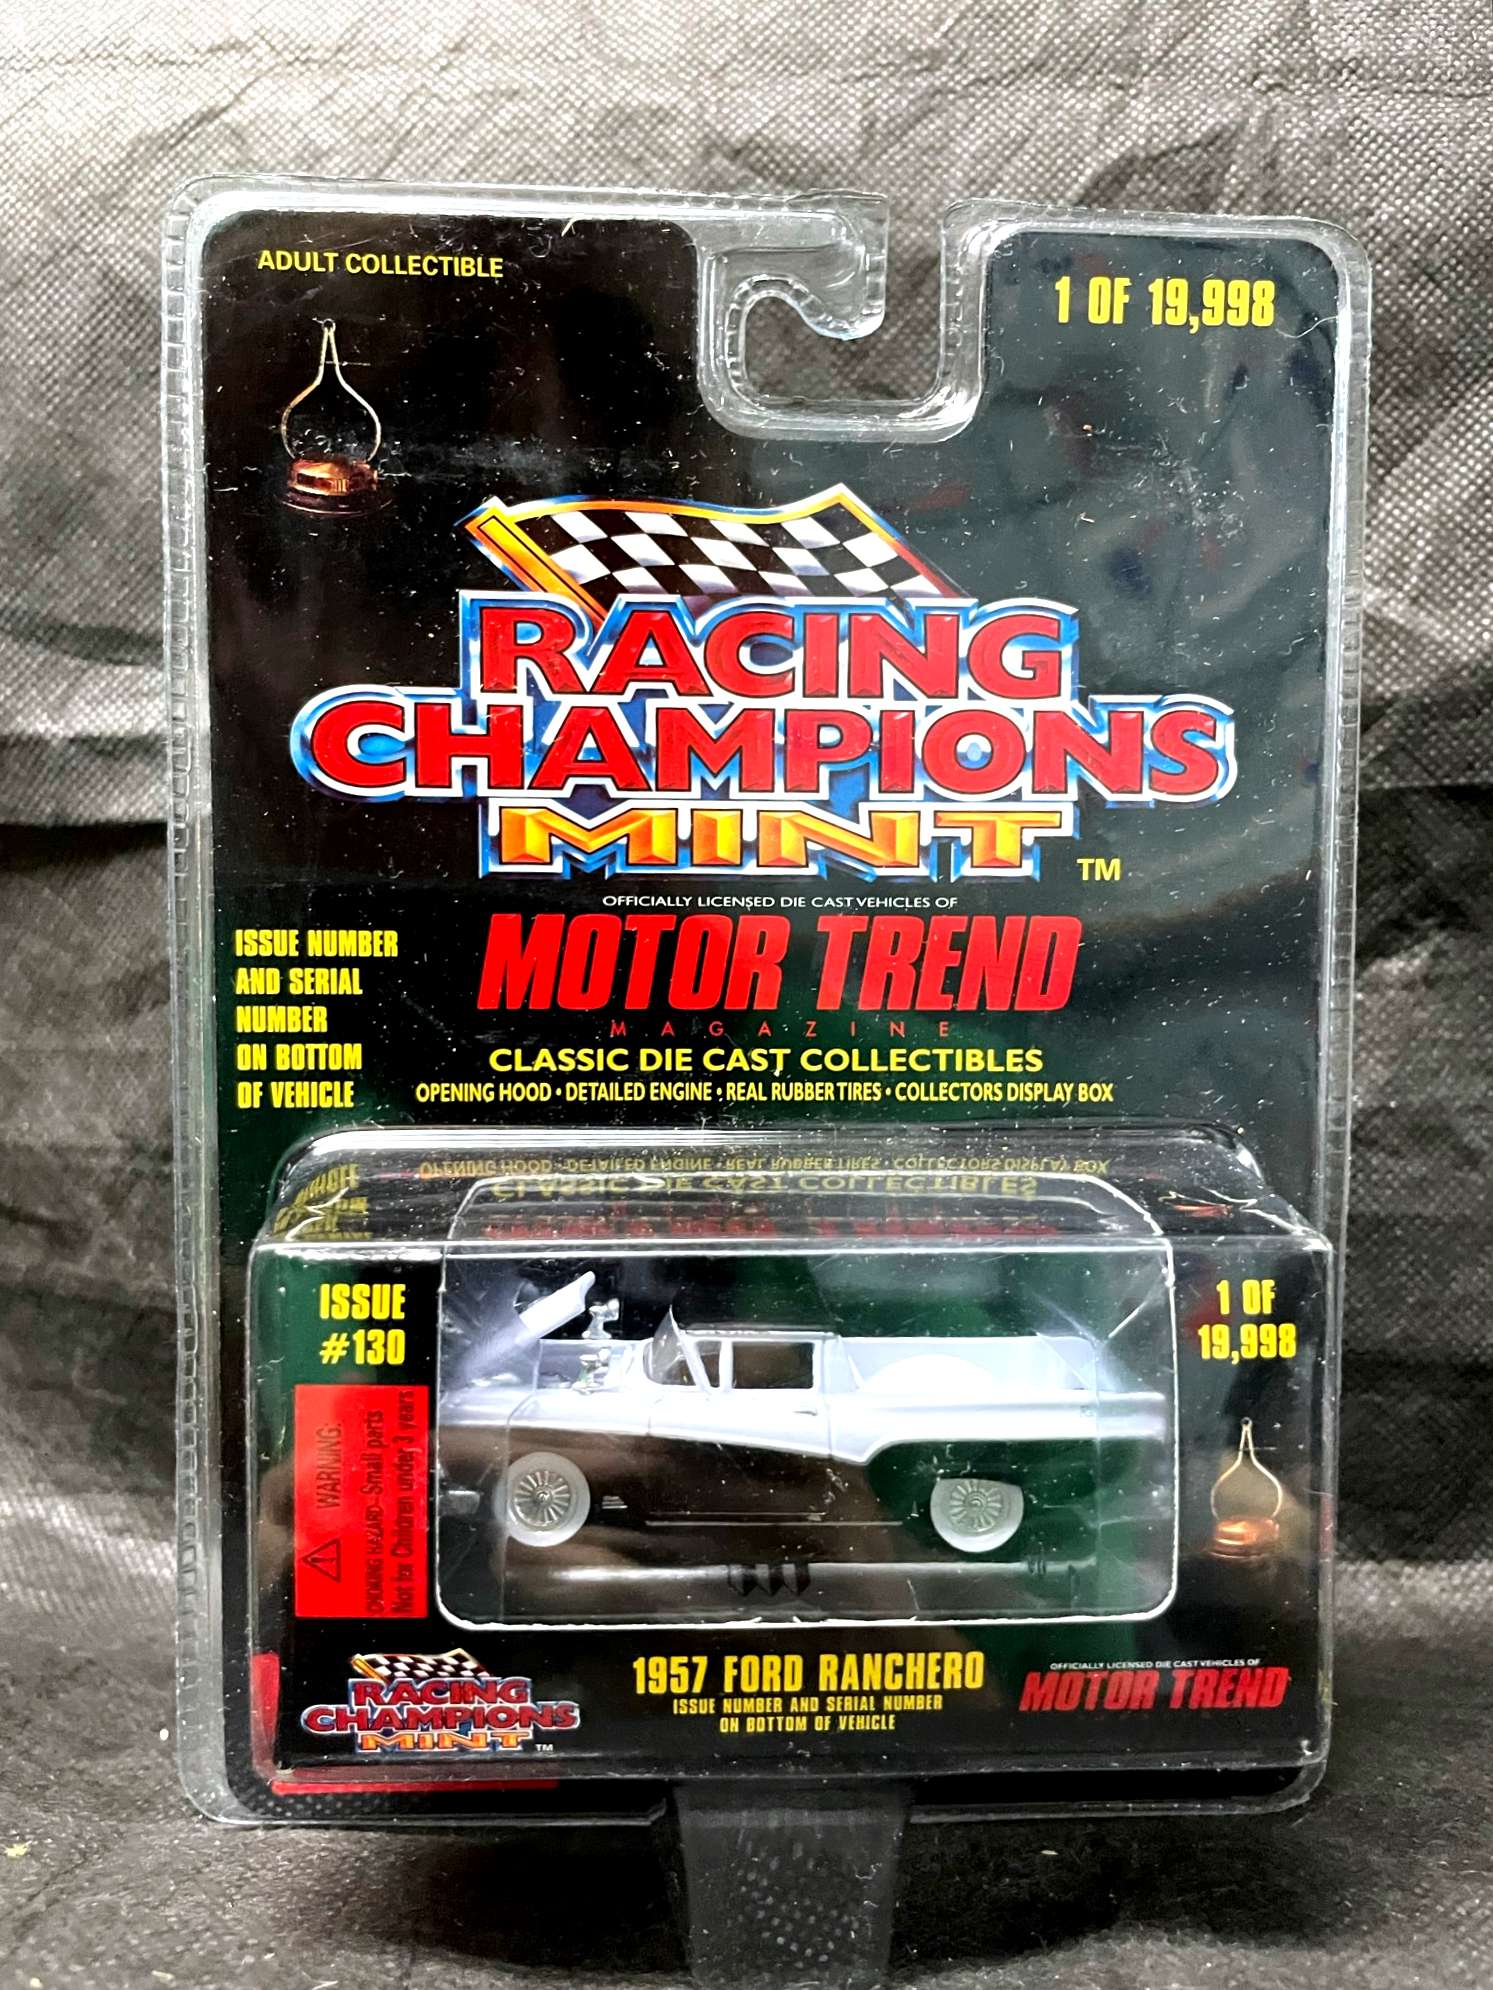 ADULT COLLECTIBLE
1 OF 19,998
RACING
CHAMPIONS
MINT TM
OFFICIALLY LICENSED DIE CAST VEHICLES OF
MOTOR TREND
MAGAZINE
CLASSIC DIE CAST COLLECTIBLES
OPENING HOOD • DETAILED ENGINE • REAL RUBBER TIRES • COLLECTORS DISPLAY BOX
ISSUE NUMBER
AND SERIAL
NUMBER
ON BOTTOM
OF VEHICLE
ISSUE
#130
1 OF
19,998
WARNING:
CHOKING HAZARD-Small parts
Not for Children under 3 years
RACING
CHAMPIONS
MINT TM
1957 FORD RANCHERO
ISSUE NUMBER AND SERIAL NUMBER
ON BOTTOM OF VEHICLE
OFFICIALLY LICENSED DIE CAST VEHICLES OF
MOTOR TREND